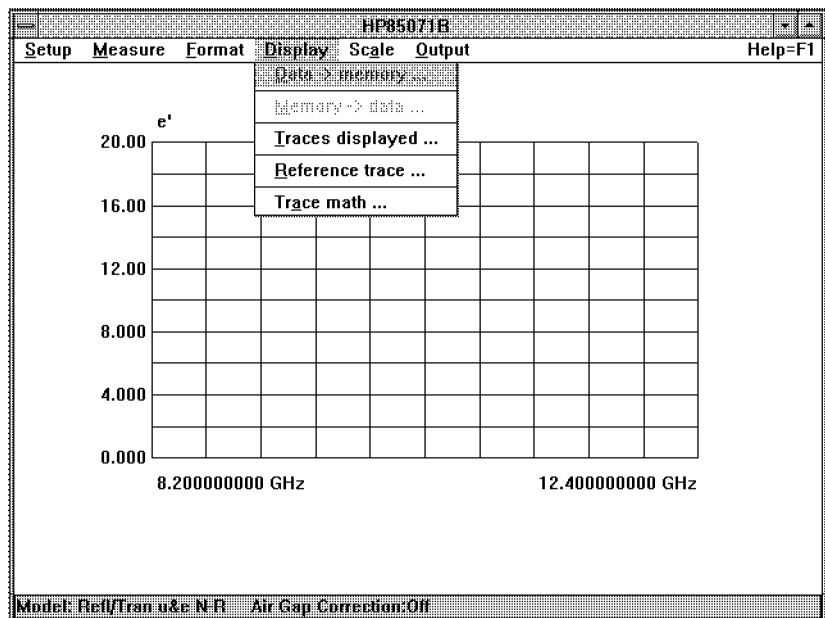 HP85071B
Setup Measure Format Display Scale Output Help=F1
Data -> memory ...
Memory -> data ...
Traces displayed ...
Reference trace ...
Trace math ...
e'
20.00
16.00
12.00
8.000
4.000
0.000
8.200000000 GHz 12.400000000 GHz
Model: Refl/Tran u&e N-R Air Gap Correction:Off